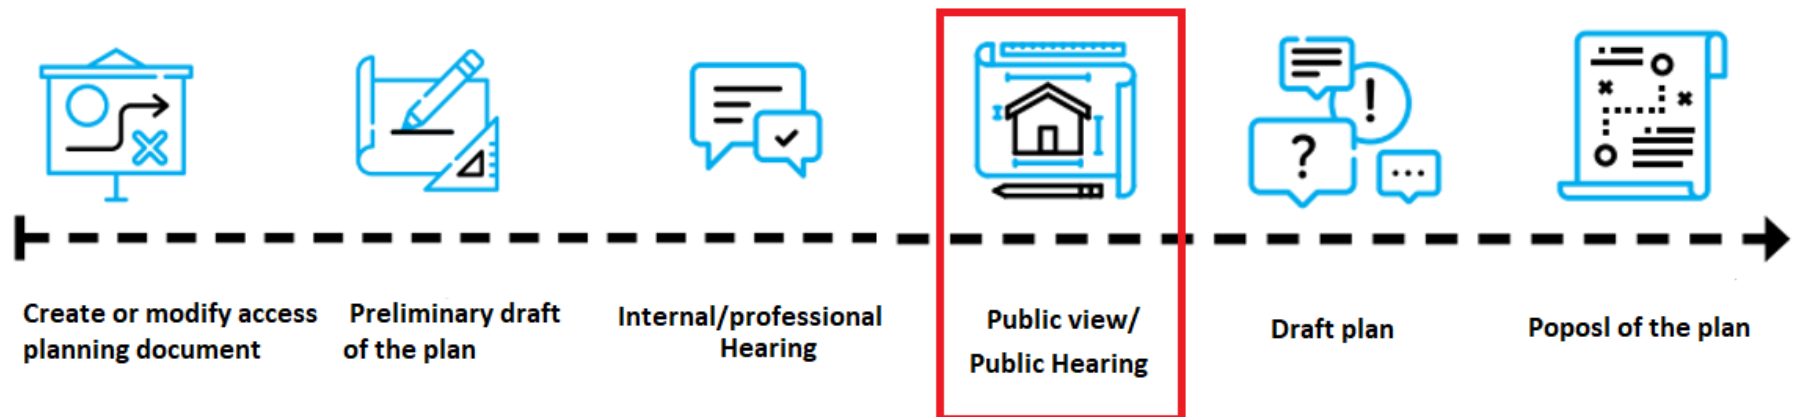 Create or modify access
planning document
Preliminary draft
of the plan
Internal/professional
Hearing
Public view/
Public Hearing
Draft plan
Poposl of the plan